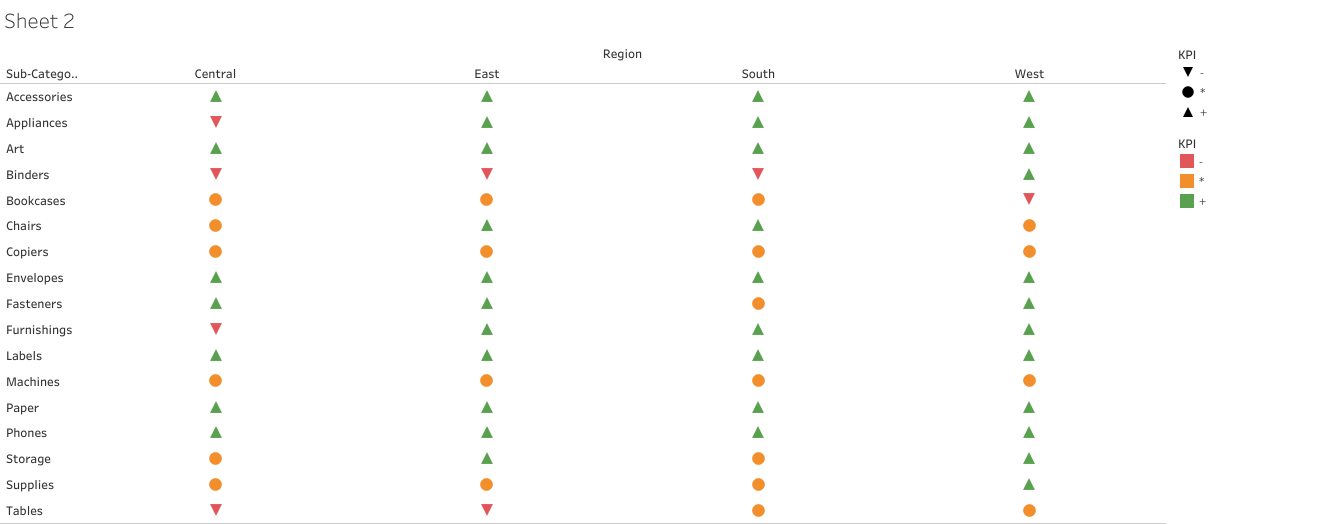 Sheet 2
Region
Sub-Catego.. Central East South West
Accessories
Appliances
Art
Binders
Bookcases
Chairs
Copiers
Envelopes
Fasteners
Furnishings
Labels
Machines
Paper
Phones
Storage
Supplies
Tables
KPI
-
*
+
KPI
-
*
+